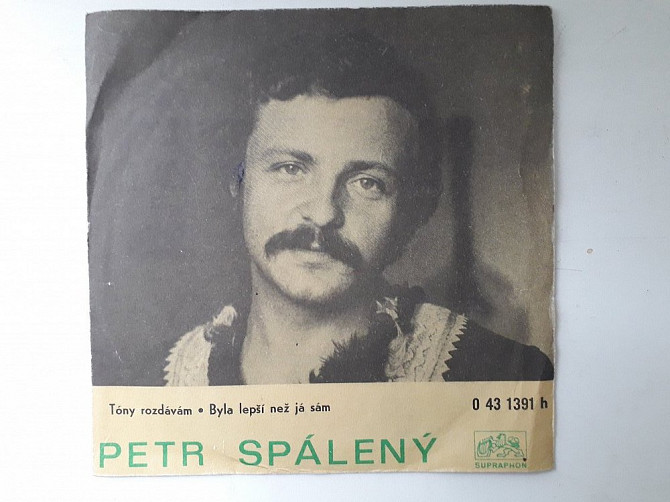 Tóny rozdávám • Byla lepší než já sám
0 43 1391 h
PETR SPÁLENÝ
SUPRAPHON